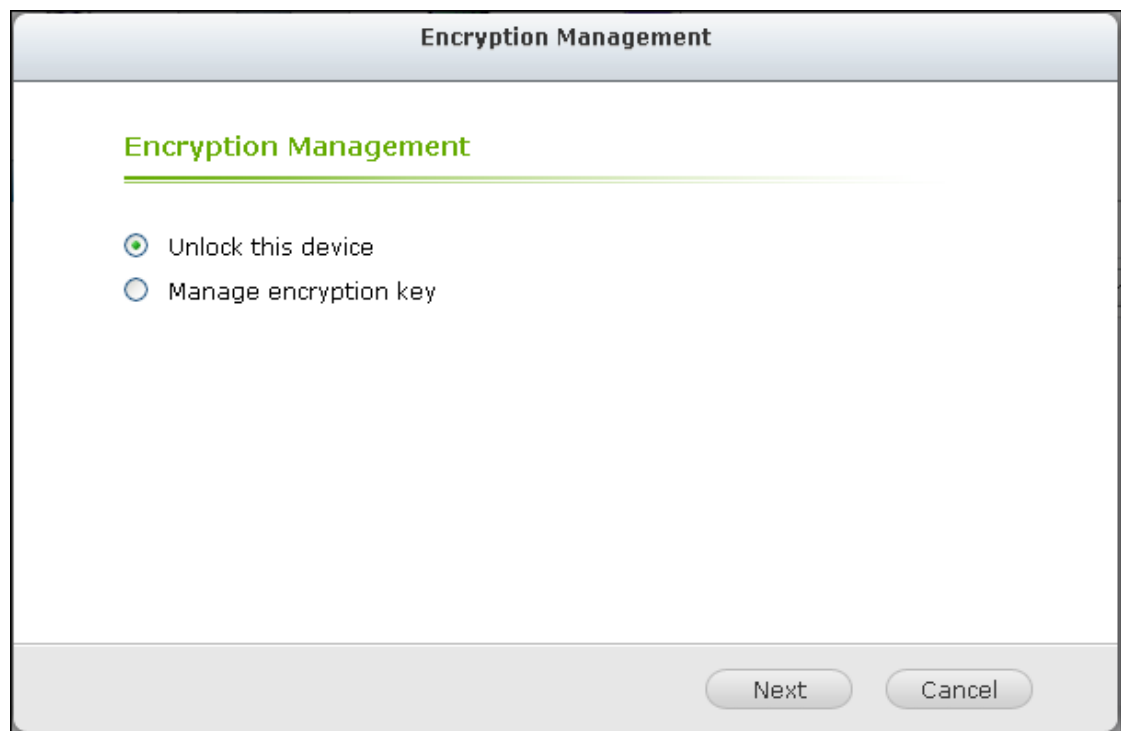 Encryption Management
Encryption Management
Unlock this device
Manage encryption key
Next Cancel